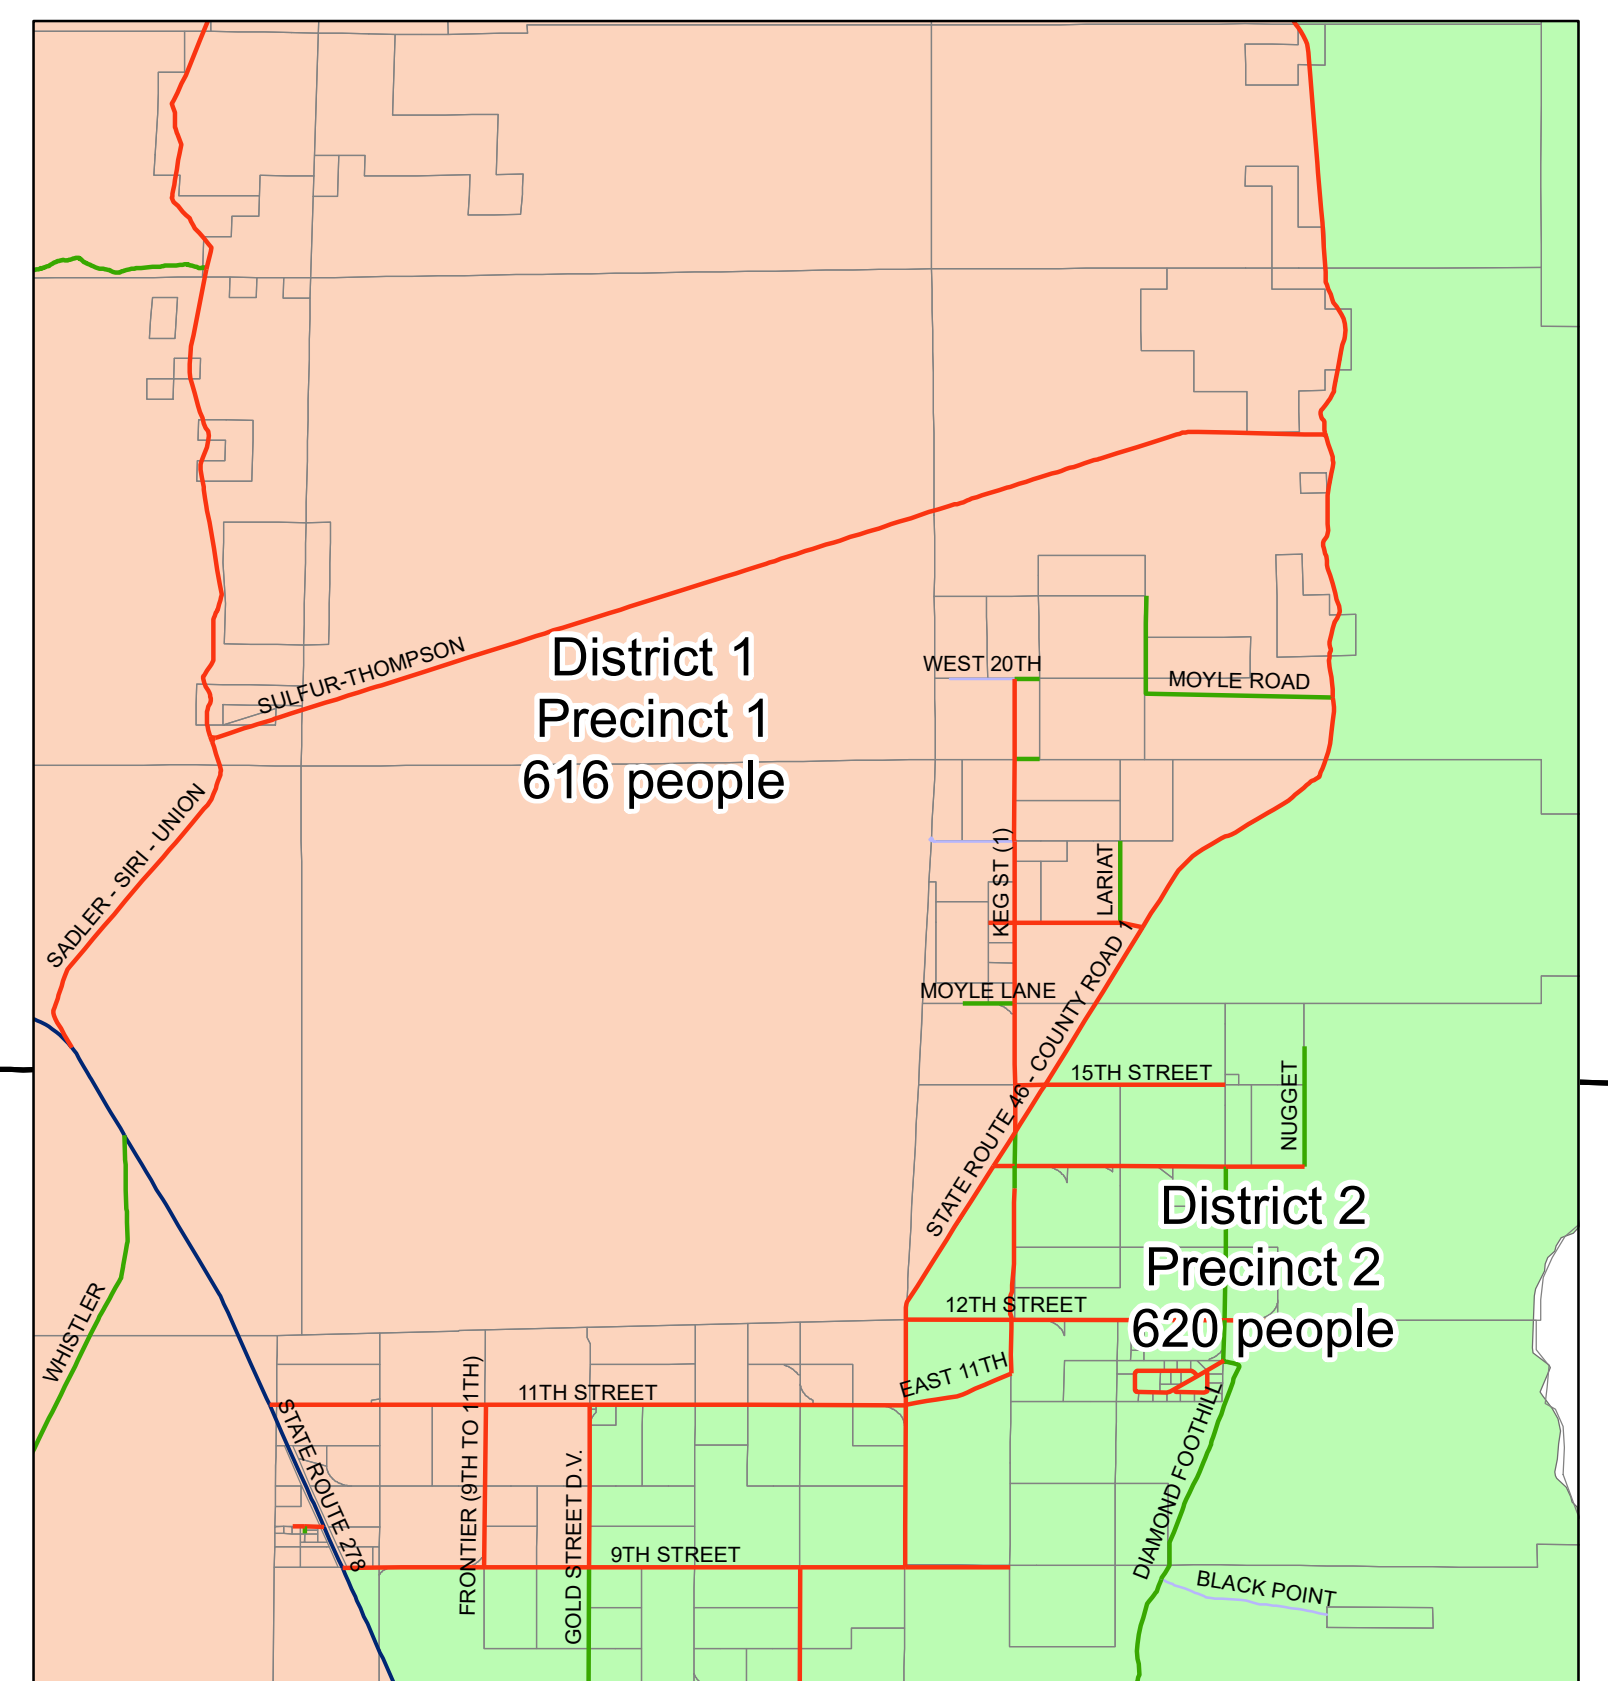 SULFUR-THOMPSON
District 1
Precinct 1
616 people
WEST 20TH
MOYLE ROAD
SADLER - SIRI - UNION
KEG ST (1)
LARIAT
MOYLE LANE
STATE ROUTE 46 - COUNTY ROAD 1
15TH STREET
NUGGET
District 2
Precinct 2
620 people
WHISTLER
12TH STREET
EAST 11TH
11TH STREET
STATE ROUTE 278
FRONTIER (9TH TO 11TH)
GOLD STREET D.V.
9TH STREET
DIAMOND FOOTHILL
BLACK POINT